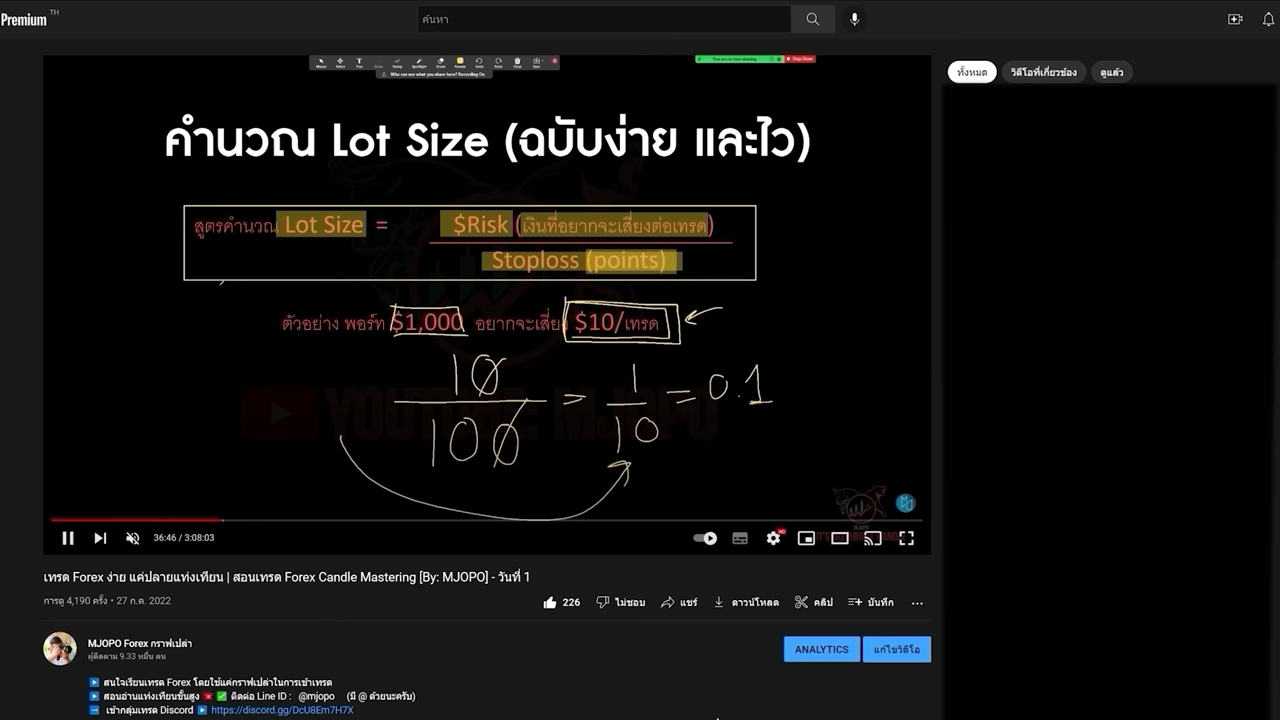 Premium TH
ค้นหา
Who can see what you share here? Recording On
คำนวณ Lot Size (ฉบับง่าย และไว)
สูตรคำนวณ Lot Size = $Risk (เงินที่อยากจะเสี่ยงต่อเทรด)
Stoploss (points)
ตัวอย่าง พอร์ท $1,000 อยากจะเสี่ยง $10/เทรด
10
100
= 1
10
= 0.1
YOUTUBE MJOPO
36:46 / 3:08:03
ทั้งหมด วิดีโอที่เกี่ยวข้อง ดูแล้ว
เทรด Forex ง่าย แค่ปลายแท่งเทียน | สอนเทรด Forex Candle Mastering [By: MJOPO] - วันที่ 1
การดู 4,190 ครั้ง • 27 ก.ค. 2022
226 ไม่ชอบ แชร์ ดาวน์โหลด คลิป บันทึก
MJOPO Forex กราฟเปล่า
ผู้ติดตาม 9.33 หมื่น คน
ANALYTICS แก้ไขวิดีโอ
สนใจเรียนเทรด Forex โดยใช้แค่กราฟเปล่าในการเข้าเทรด
สอนอ่านแท่งเทียนขั้นสูง ติดต่อ Line ID : @mjopo (มี @ ด้วยนะครับ)
เข้ากลุ่มเทรด Discord https://discord.gg/DcU8Em7H7X